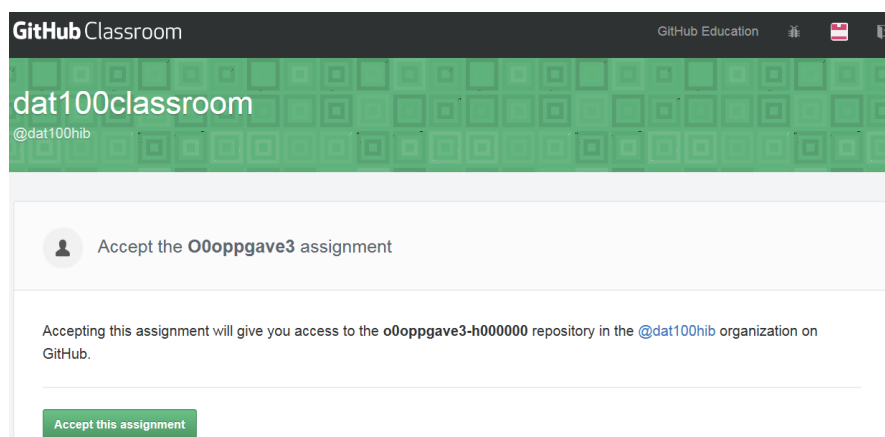 GitHub Classroom
GitHub Education
dat100classroom
@dat100hib
Accept the O0oppgave3 assignment
Accepting this assignment will give you access to the o0oppgave3-h000000 repository in the @dat100hib organization on
GitHub.
Accept this assignment